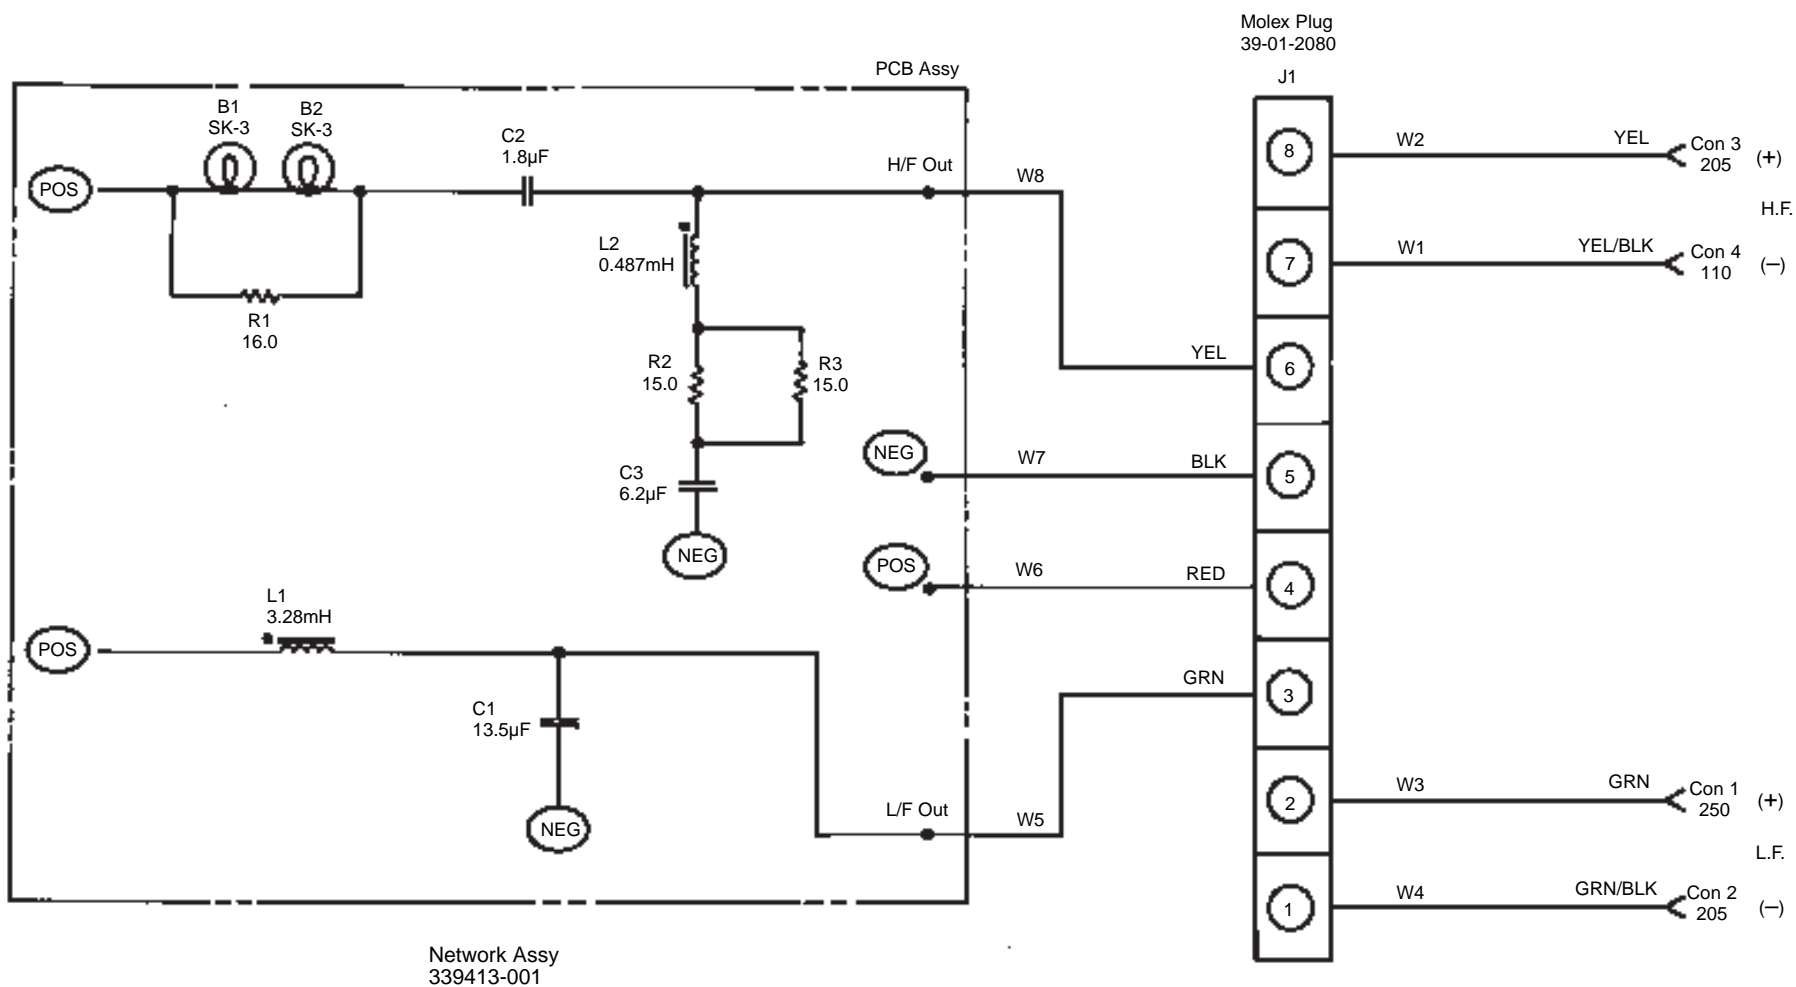 Molex Plug
39-01-2080
J1
PCB Assy
B1
SK-3
B2
SK-3
C2
1.8µF
POS
H/F Out
W8
R1
16.0
L2
0.487mH
R2
15.0
R3
15.0
C3
6.2µF
NEG
NEG
W7
BLK
POS
W6
RED
YEL
L1
3.28mH
POS
C1
13.5µF
NEG
L/F Out
W5
GRN
8
7
6
5
4
3
2
1
W2
YEL
Con 3
205
(+)
H.F.
W1
YEL/BLK
Con 4
110
(–)
W3
GRN
Con 1
250
(+)
L.F.
W4
GRN/BLK
Con 2
205
(–)
Network Assy
339413-001